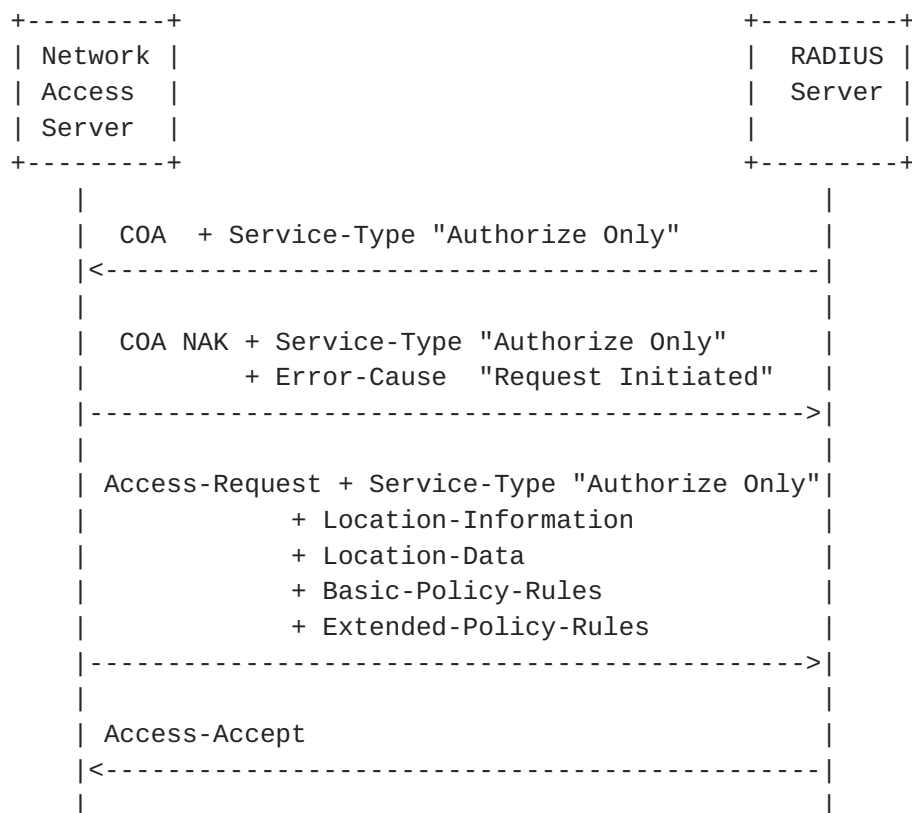 +---------+                                     +---------+
| Network |                                     |  RADIUS |
| Access  |                                     |  Server |
| Server  |                                     |         |
+---------+                                     +---------+
    |                                                |
    |  COA  + Service-Type "Authorize Only"          |
    |<-----------------------------------------------|
    |                                                |
    |  COA NAK + Service-Type "Authorize Only"       |
    |          + Error-Cause  "Request Initiated"    |
    |----------------------------------------------->|
    |                                                |
    | Access-Request + Service-Type "Authorize Only"|
    |             + Location-Information             |
    |             + Location-Data                    |
    |             + Basic-Policy-Rules               |
    |             + Extended-Policy-Rules            |
    |----------------------------------------------->|
    |                                                |
    | Access-Accept                                  |
    |<-----------------------------------------------|
    |                                                |